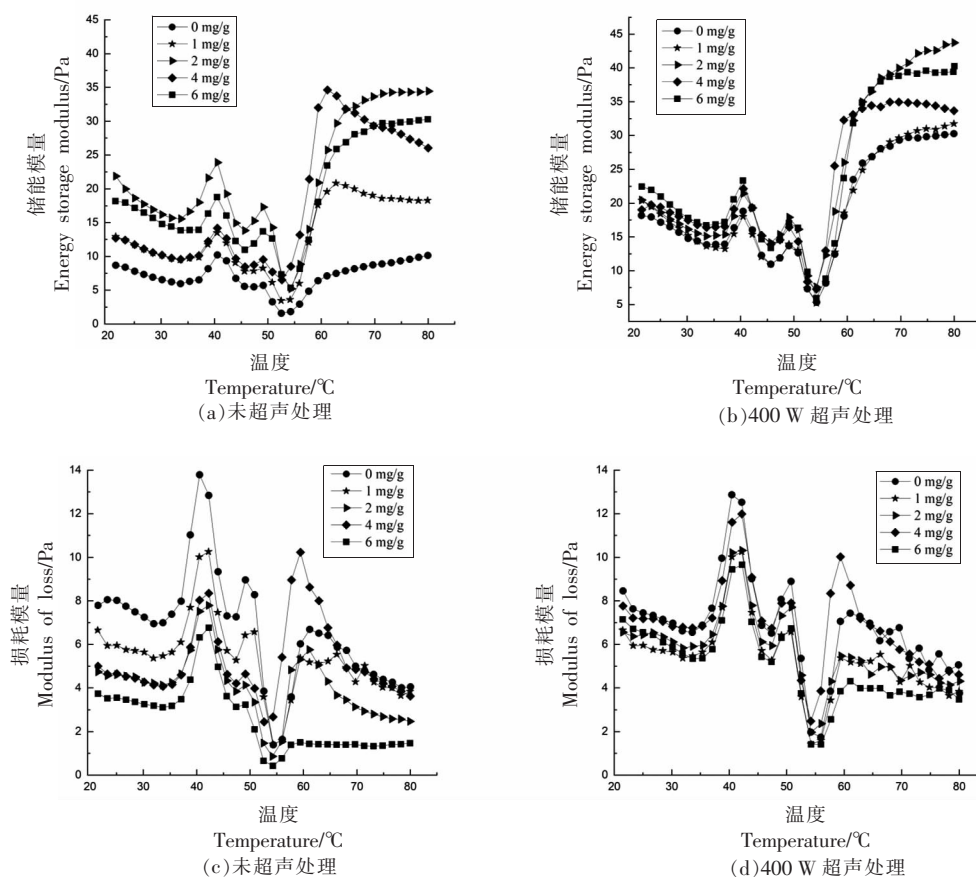 45
40
35
30
25
20
15
10
5
0
储能模量
Energy storage modulus/Pa
0 mg/g
1 mg/g
2 mg/g
4 mg/g
6 mg/g
20 30 40 50 60 70 80
温度
Temperature/℃
(a)未超声处理
45
40
35
30
25
20
15
10
5
储能模量
Energy storage modulus/Pa
0 mg/g
1 mg/g
2 mg/g
4 mg/g
6 mg/g
20 30 40 50 60 70 80
温度
Temperature/℃
(b)400 W 超声处理
14
12
10
8
6
4
2
0
损耗模量
Modulus of loss/Pa
0 mg/g
1 mg/g
2 mg/g
4 mg/g
6 mg/g
20 30 40 50 60 70 80
温度
Temperature/℃
(c)未超声处理
14
12
10
8
6
4
2
0
损耗模量
Modulus of loss/Pa
0 mg/g
1 mg/g
2 mg/g
4 mg/g
6 mg/g
20 30 40 50 60 70 80
温度
Temperature/℃
(d)400 W 超声处理